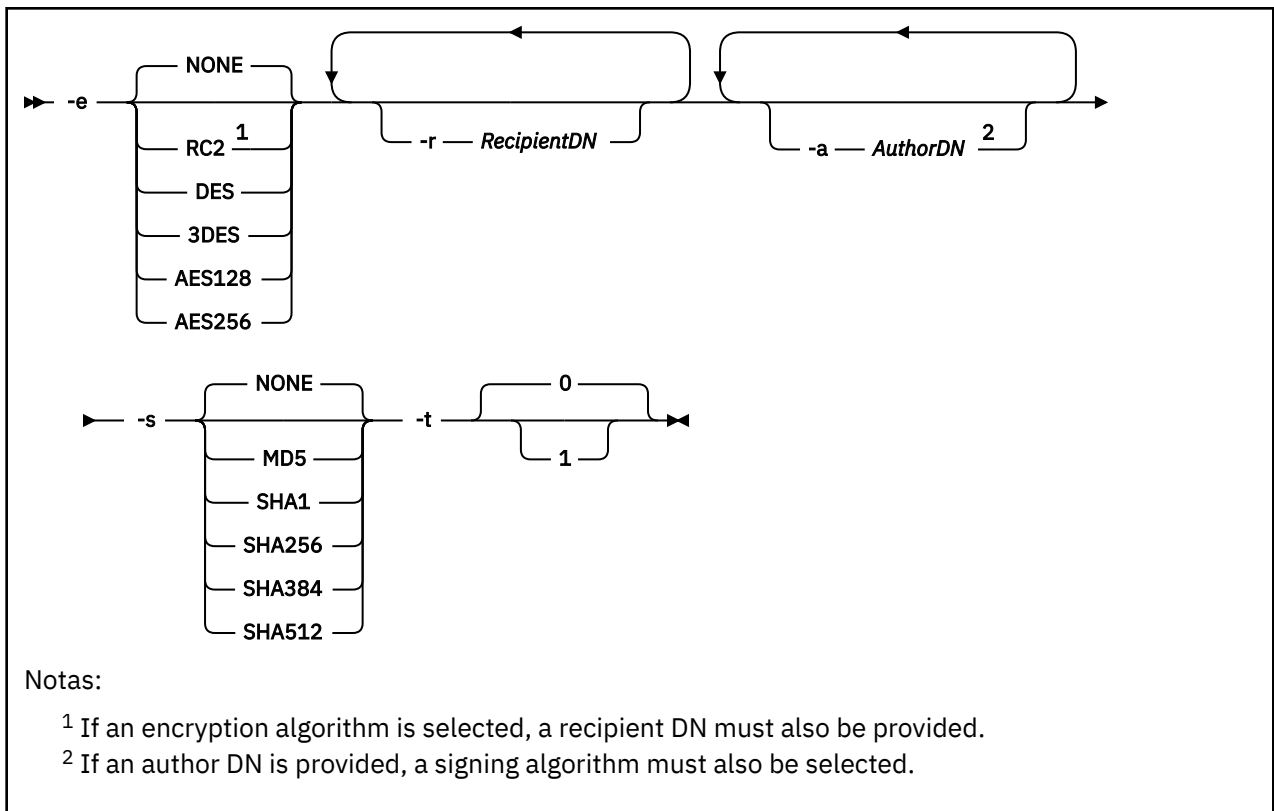 NONE
-e
RC2 1
-r RecipientDN
-a AuthorDN 2
DES
3DES
AES128
AES256
NONE
0
-s
-t
MD5
1
SHA1
SHA256
SHA384
SHA512
Notas:
1 If an encryption algorithm is selected, a recipient DN must also be provided.
2 If an author DN is provided, a signing algorithm must also be selected.